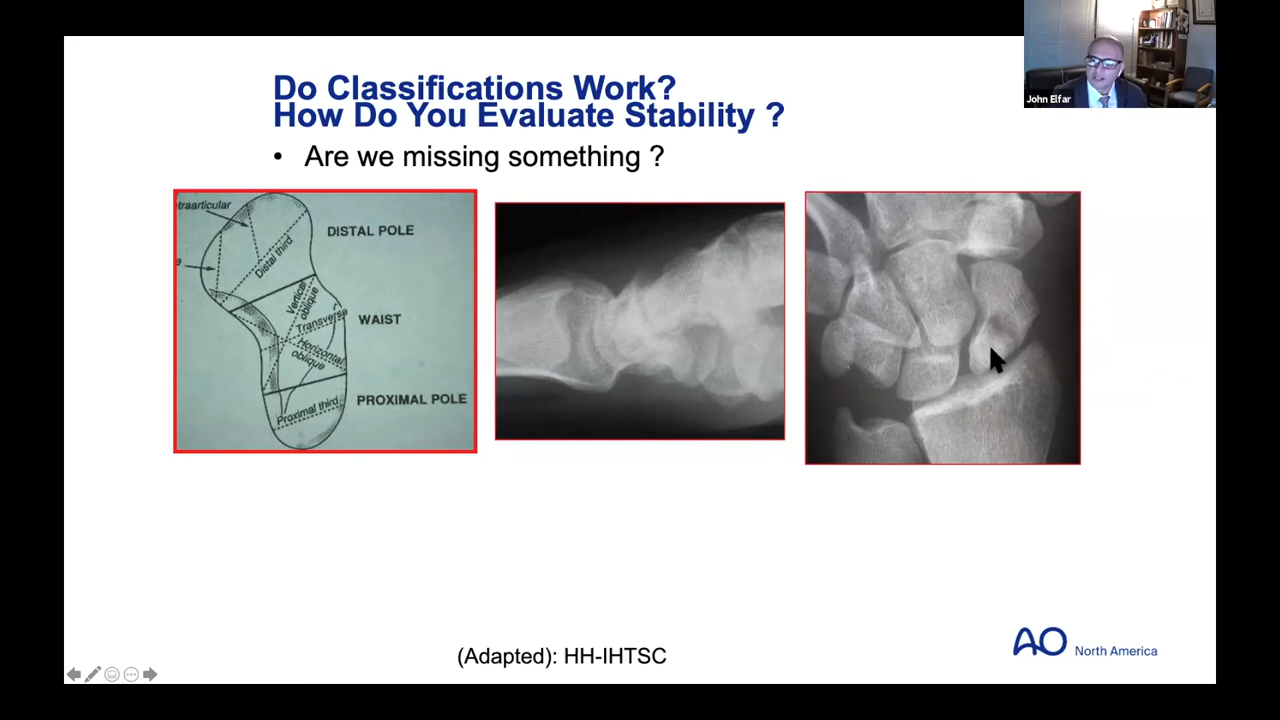 John Elfar
Do Classifications Work?
How Do You Evaluate Stability ?
• Are we missing something ?
traarticular
Distal third
DISTAL POLE
Vertical
oblique
Transverse
WAIST
Horizontal
oblique
Proximal third
PROXIMAL POLE
(Adapted): HH-IHTSC
AO North America